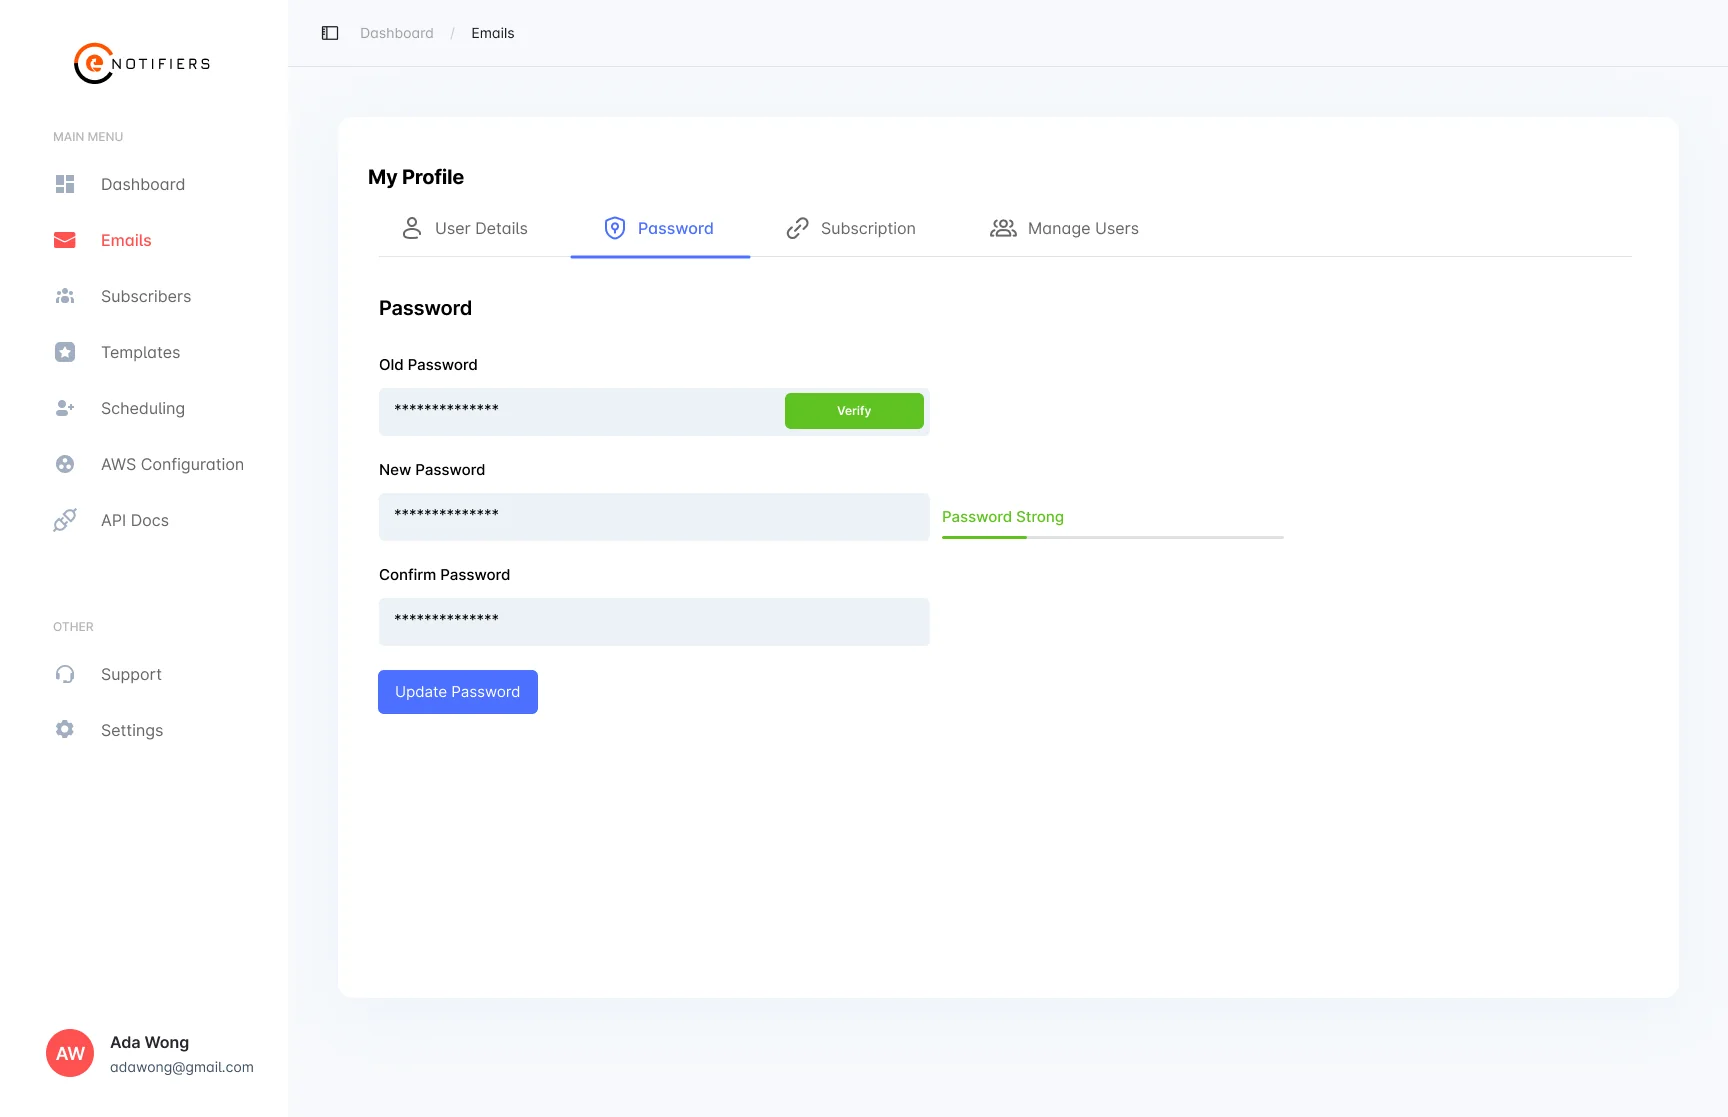 NOTIFIERS
MAIN MENU
Dashboard
Emails
Subscribers
Templates
Scheduling
AWS Configuration
API Docs
OTHER
Support
Settings
AW
Ada Wong
adawong@gmail.com
Dashboard / Emails
My Profile
User Details Password Subscription Manage Users
Password
Old Password
************** Verify
New Password
************** Password Strong
Confirm Password
**************
Update Password